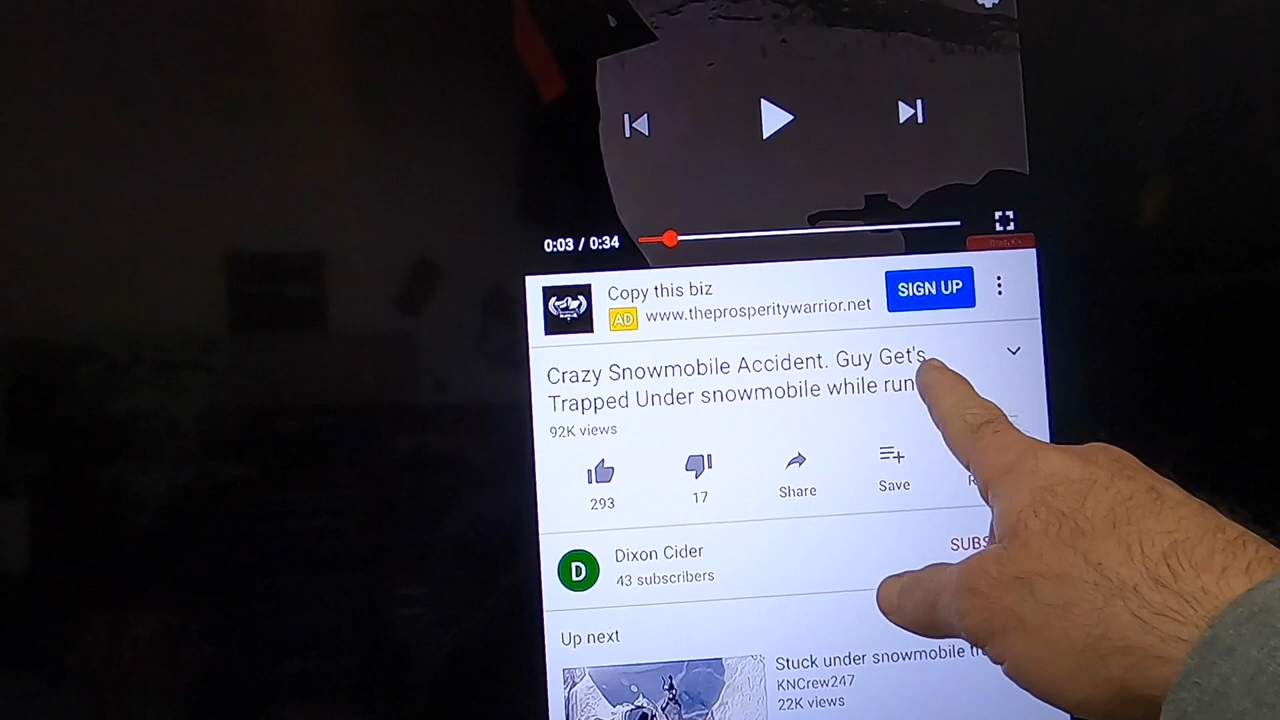 0:03 / 0:34
Copy this biz
AD www.theprosperitywarrior.net
SIGN UP
Crazy Snowmobile Accident. Guy Get's
Trapped Under snowmobile while run
92K views
293
17
Share
Save
D
Dixon Cider
43 subscribers
SUBS
Up next
Stuck under snowmobile
KNCrew247
22K views